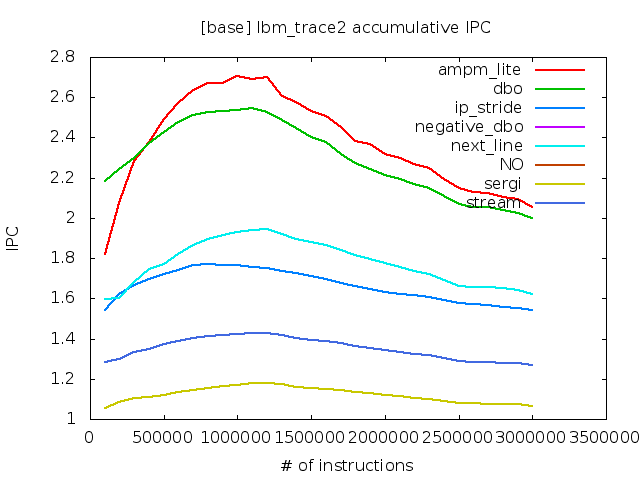 [base] lbm_trace2 accumulative IPC
2.8
2.6
2.4
2.2
2
1.8
1.6
1.4
1.2
1
IPC
ampm_lite
dbo
ip_stride
negative_dbo
next_line
NO
sergi
stream
0 500000 1000000 1500000 2000000 2500000 3000000 3500000
# of instructions